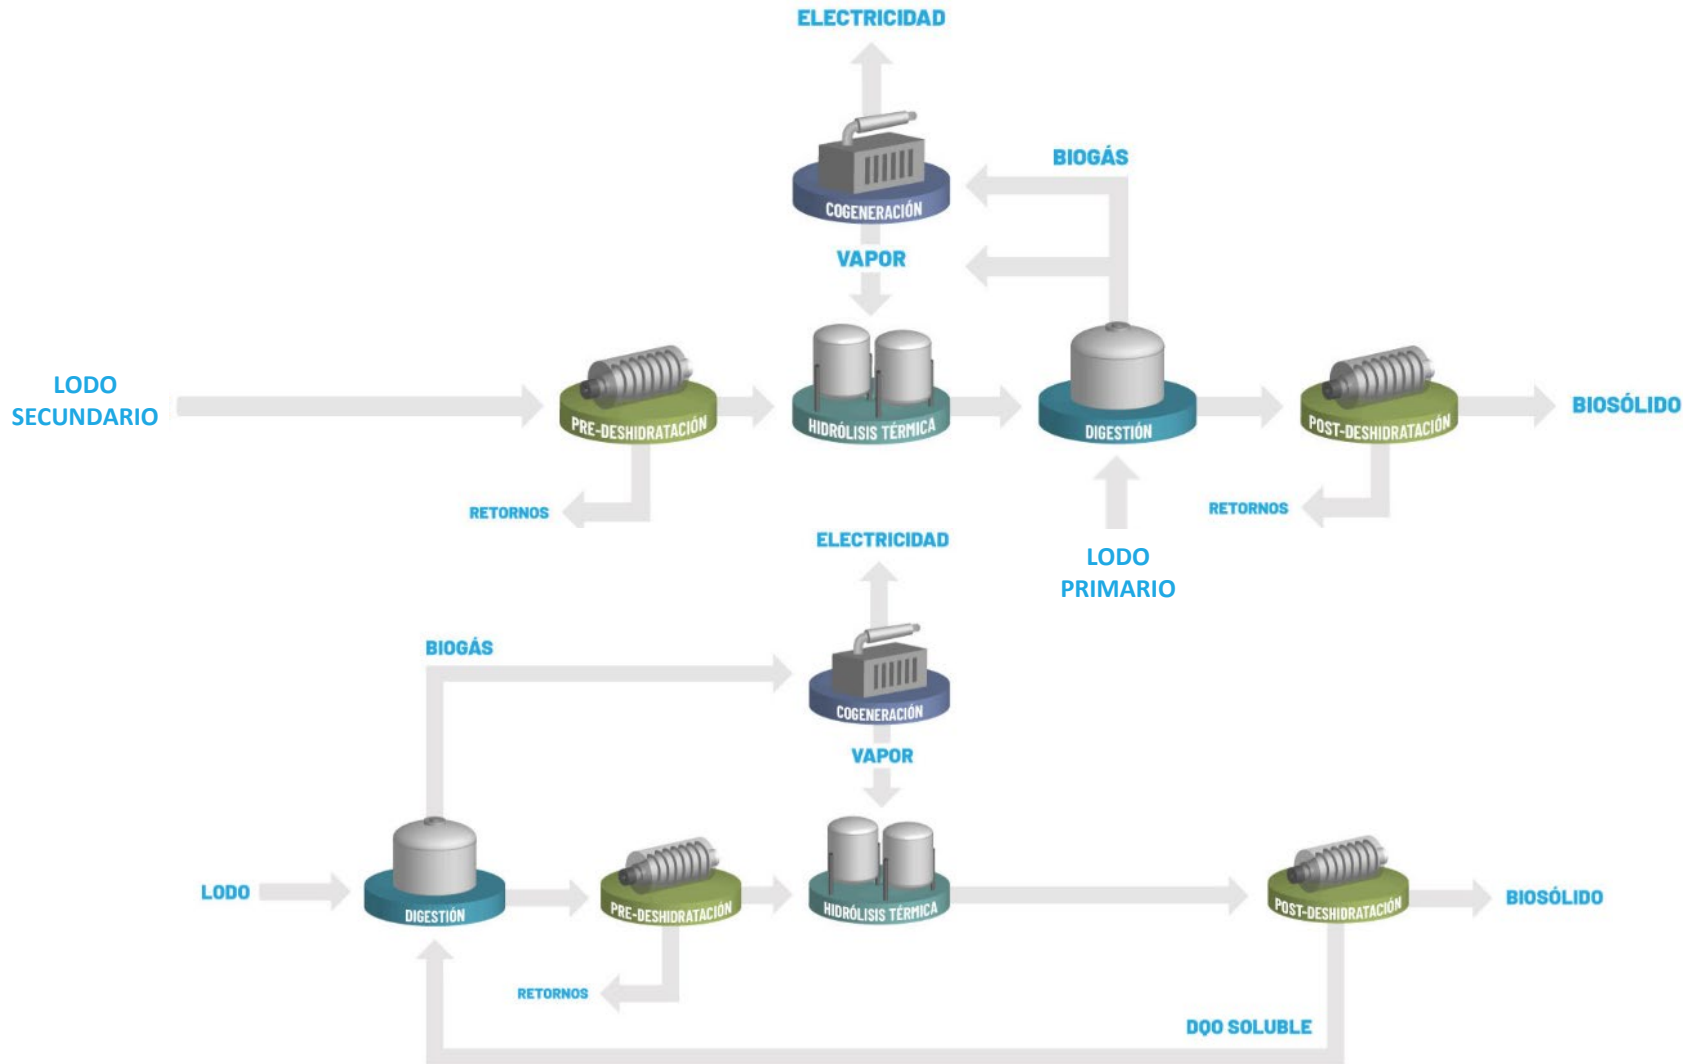 ELECTRICIDAD
BIOGÁS
COGENERACIÓN
VAPOR
LODO
SECUNDARIO
PRE-DESHIDRATACIÓN
HIDRÓLISIS TÉRMICA
DIGESTIÓN
POST-DESHIDRATACIÓN
BIOSÓLIDO
RETORNOS
RETORNOS
LODO
PRIMARIO
ELECTRICIDAD
BIOGÁS
COGENERACIÓN
VAPOR
LODO
DIGESTIÓN
PRE-DESHIDRATACIÓN
HIDRÓLISIS TÉRMICA
POST-DESHIDRATACIÓN
BIOSÓLIDO
RETORNOS
DQO SOLUBLE